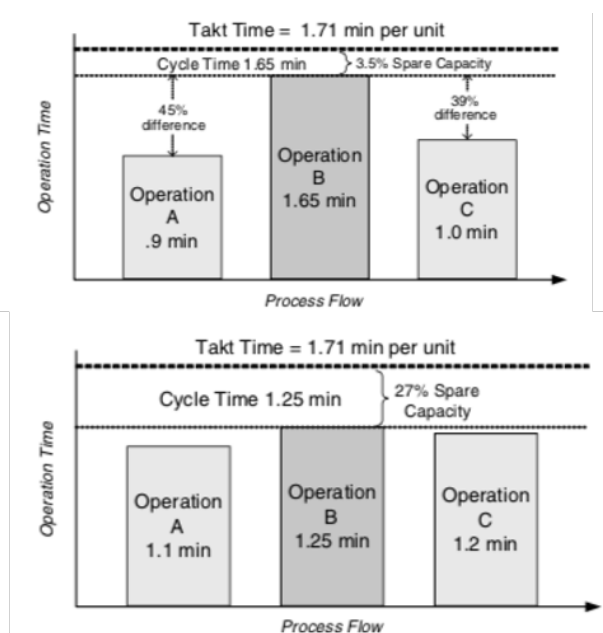 Takt Time = 1.71 min per unit
Cycle Time 1.65 min
3.5% Spare Capacity
45%
difference
39%
difference
Operation Time
Operation
A
.9 min
Operation
B
1.65 min
Operation
C
1.0 min
Process Flow
Takt Time = 1.71 min per unit
Cycle Time 1.25 min
27% Spare
Capacity
Operation Time
Operation
A
1.1 min
Operation
B
1.25 min
Operation
C
1.2 min
Process Flow